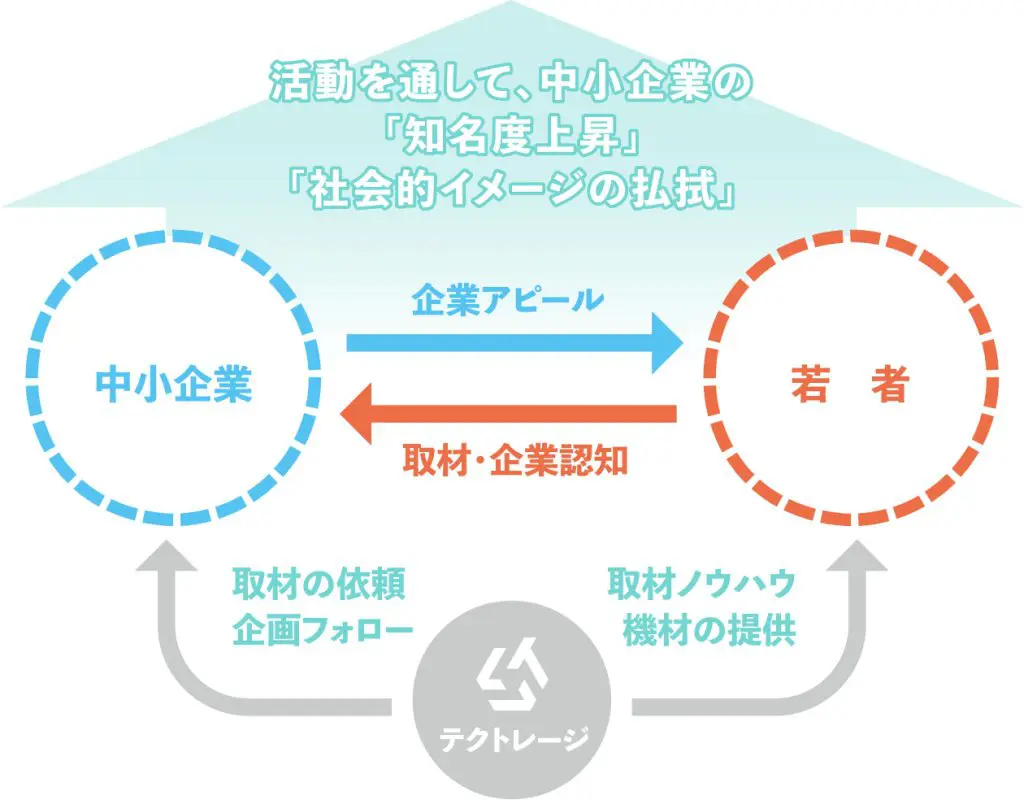 活動を通して、中小企業の
「知名度上昇」
「社会的イメージの払拭」
企業アピール
中小企業
若　者
取材・企業認知
取材の依頼
企画フォロー
取材ノウハウ
機材の提供
テクトレージ